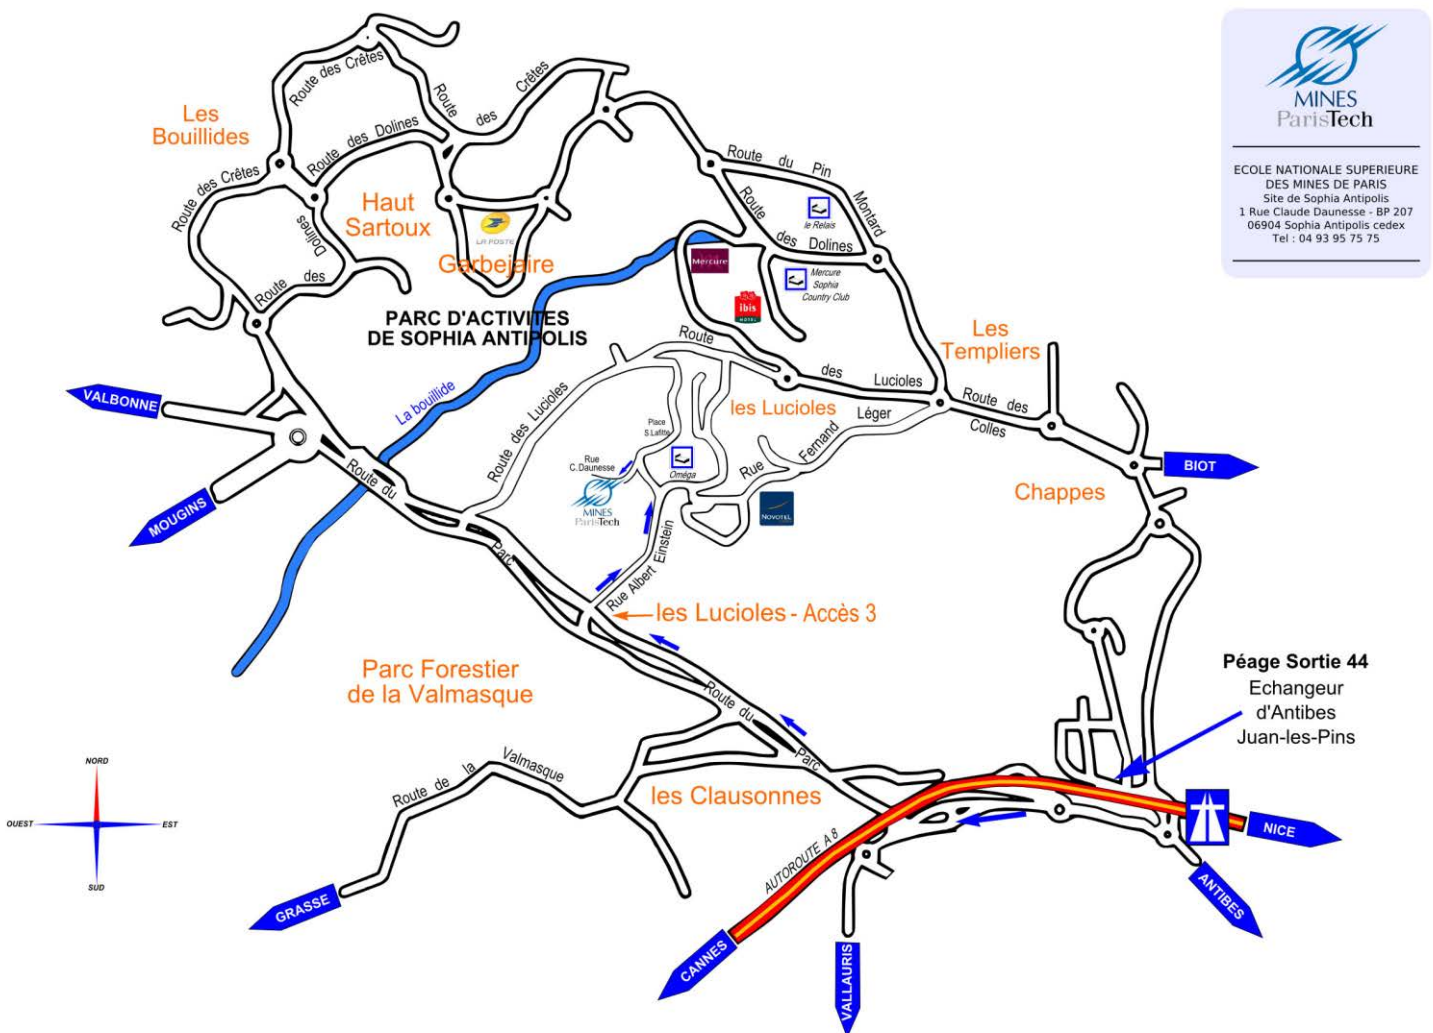 MINES
ParisTech
ECOLE NATIONALE SUPERIEURE
DES MINES DE PARIS
Site de Sophia Antipolis
1 Rue Claude Daunesse - BP 207
06904 Sophia Antipolis cedex
Tel : 04 93 95 75 75
Route des Crêtes
Route des Crêtes
Les
Bouillides
Route des Dolines
Route des Crêtes
Haut
Sartoux
LA POSTE
Garbejaire
Route des Dolines
PARC D'ACTIVITES
DE SOPHIA ANTIPOLIS
Route du Pin Montard
le Relais
Route des Dolines
Mercure
Mercure
Sophia
Country Club
ibis
HOTEL
Les
Templiers
Route des Lucioles
les Lucioles
Route des Colles
VALBONNE
La bouillide
Route des Lucioles
Place
S.Lafitte
Rue Fernand Léger
Rue
C. Daunesse
Oméga
BIOT
MOUGINS
Route du Parc
MINES
ParisTech
NOVOTEL
Chappes
Rue Albert Einstein
les Lucioles - Accès 3
Parc Forestier
de la Valmasque
Route du Parc
Péage Sortie 44
Echangeur
d'Antibes
Juan-les-Pins
NORD
OUEST
EST
SUD
Route de la Valmasque
les Clausonnes
AUTOROUTE A 8
NICE
GRASSE
ANTIBES
CANNES
VALLAURIS